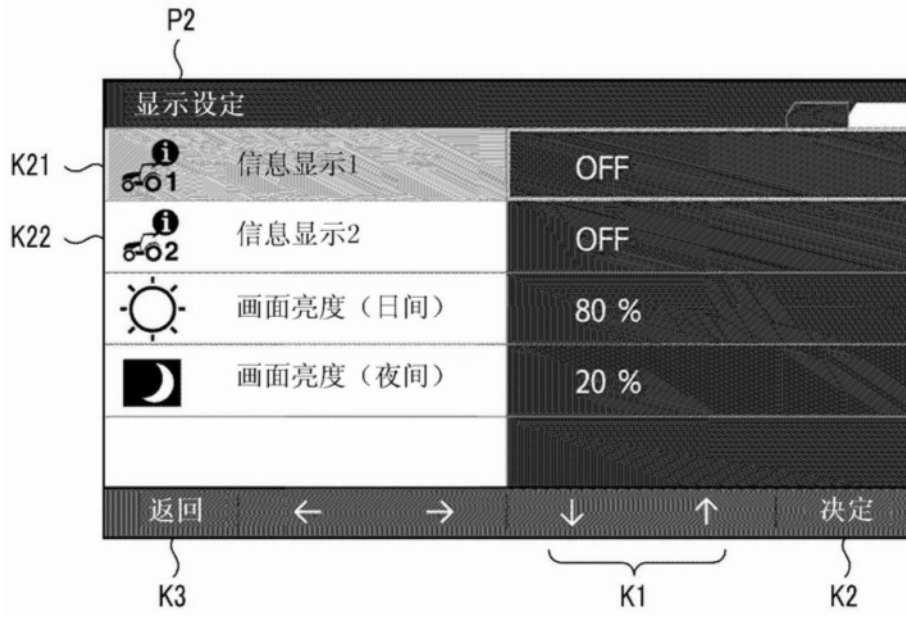 P2
显示设定
K21 1 信息显示1 OFF
K22 2 信息显示2 OFF
画面亮度（日间） 80 %
画面亮度（夜间） 20 %
返回 ← → ↓ ↑ 决定
K3 K1 K2